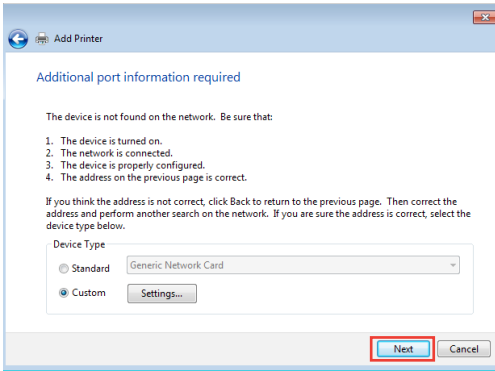 Add Printer
Additional port information required
The device is not found on the network. Be sure that:
1. The device is turned on.
2. The network is connected.
3. The device is properly configured.
4. The address on the previous page is correct.
If you think the address is not correct, click Back to return to the previous page. Then correct the
address and perform another search on the network. If you are sure the address is correct, select the
device type below.
Device Type
Standard
Generic Network Card
Custom
Settings...
Next
Cancel